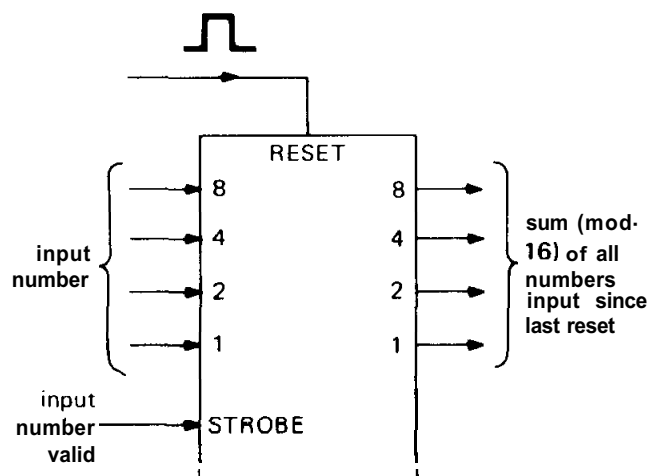 RESET
8
4
2
1
input
number
8
4
2
1
sum (mod-
16) of all
numbers
input since
last reset
input
number
valid
STROBE